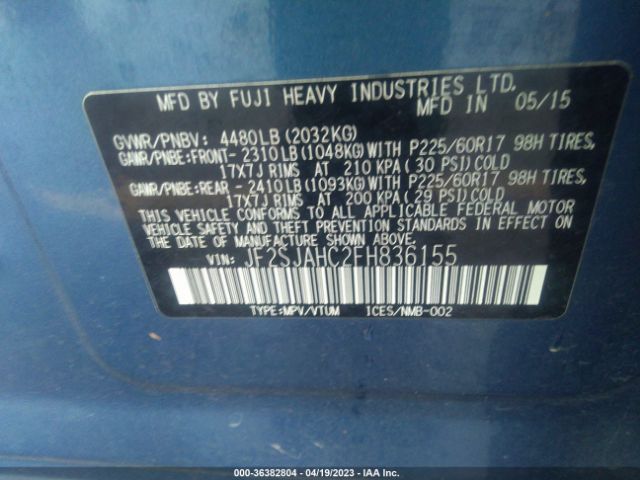 MFD BY FUJI HEAVY INDUSTRIES LTD.
MFD IN 05/15
GVWR/PNBV: 4480LB (2032KG)
GAWR/PNBE:FRONT- 2310LB (1048KG) WITH P225/60R17 98H TIRES,
17X7J RIMS AT 210 KPA (30 PSI) COLD
GAWR/PNBE:REAR - 2410LB (1093KG) WITH P225/60R17 98H TIRES,
17X7J RIMS AT 200 KPA (29 PSI) COLD
THIS VEHICLE CONFORMS TO ALL APPLICABLE FEDERAL MOTOR
VEHICLE SAFETY AND THEFT PREVENTION STANDARDS IN EFFECT ON
THE DATE OF MANUFACTURE SHOWN ABOVE.
VIN: JF2SJAHC2FH836155
TYPE:MPV/VTUM ICES/NMB-002
000-36382804 - 04/19/2023 - IAA Inc.